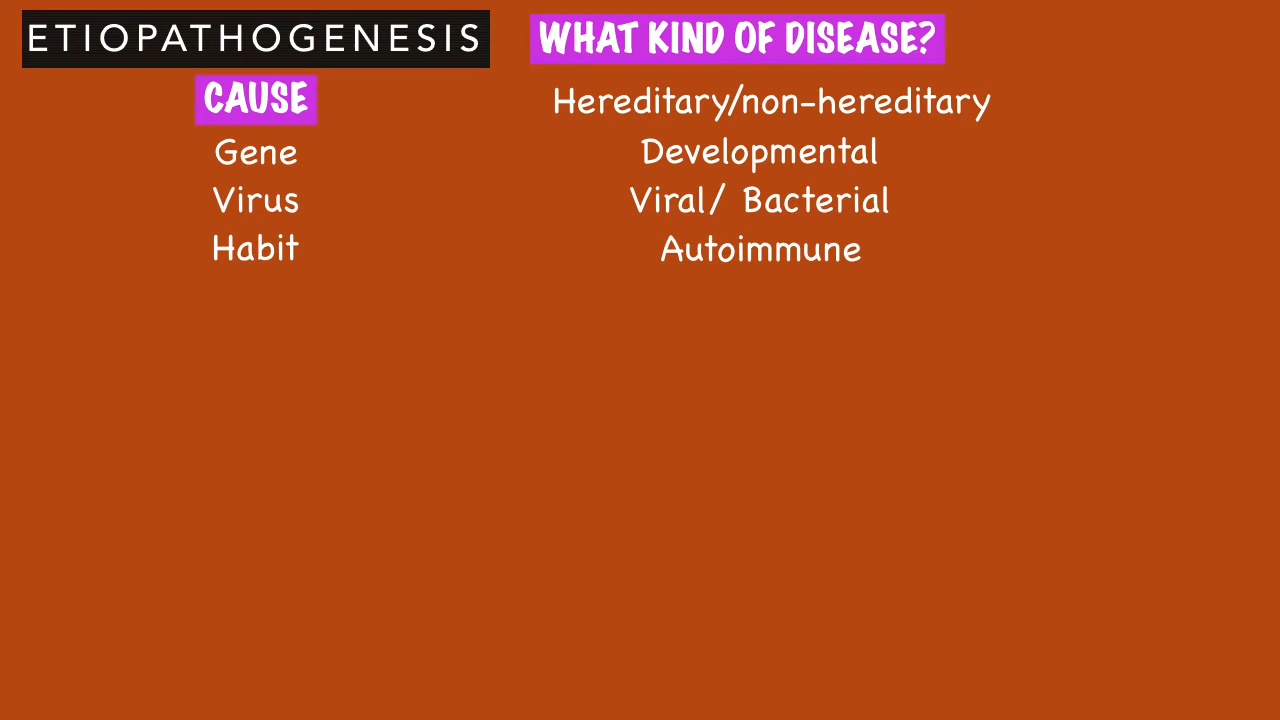 ETIOPATHOGENESIS
CAUSE
Gene
Virus
Habit
WHAT KIND OF DISEASE?
Hereditary/non-hereditary
Developmental
Viral/ Bacterial
Autoimmune